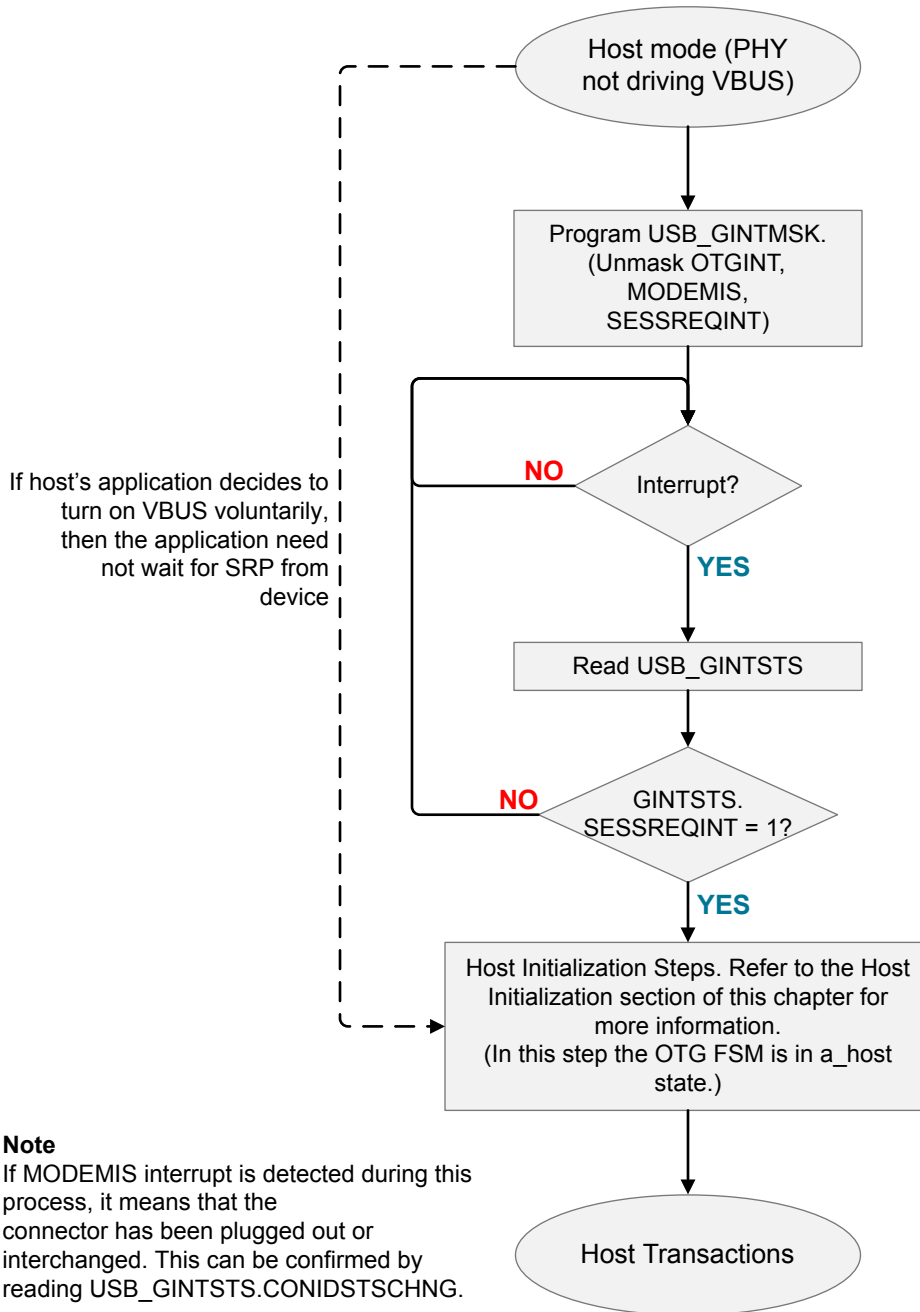 Host mode (PHY
not driving VBUS)
Program USB_GINTMSK.
(Unmask OTGINT,
MODEMIS,
SESSREQINT)
Interrupt?
NO
YES
If host's application decides to
turn on VBUS voluntarily,
then the application need
not wait for SRP from
device
Read USB_GINTSTS
GINTSTS.
SESSREQINT = 1?
NO
YES
Host Initialization Steps. Refer to the Host
Initialization section of this chapter for
more information.
(In this step the OTG FSM is in a_host
state.)
Note
If MODEMIS interrupt is detected during this
process, it means that the
connector has been plugged out or
interchanged. This can be confirmed by
reading USB_GINTSTS.CONIDSTSCHNG.
Host Transactions